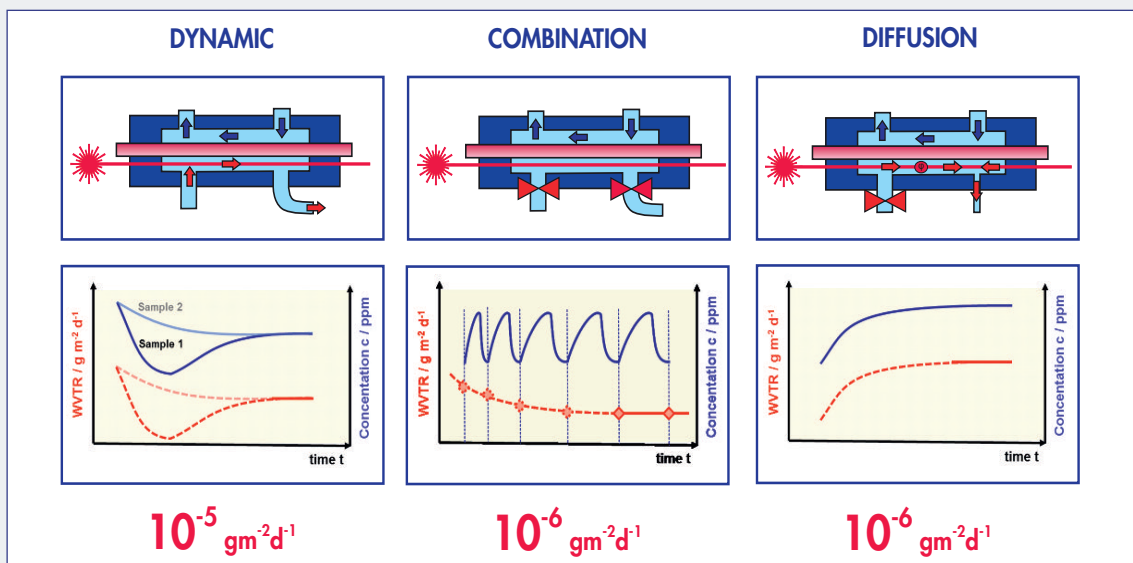 DYNAMIC
COMBINATION
DIFFUSION
WVTR / g m⁻² d⁻¹
Sample 2
Sample 1
Concentration c / ppm
time t
WVTR / g m⁻² d⁻¹
Concentration c / ppm
time t
WVTR / g m⁻² d⁻¹
Concentration c / ppm
time t
10⁻⁵ gm⁻²d⁻¹
10⁻⁶ gm⁻²d⁻¹
10⁻⁶ gm⁻²d⁻¹